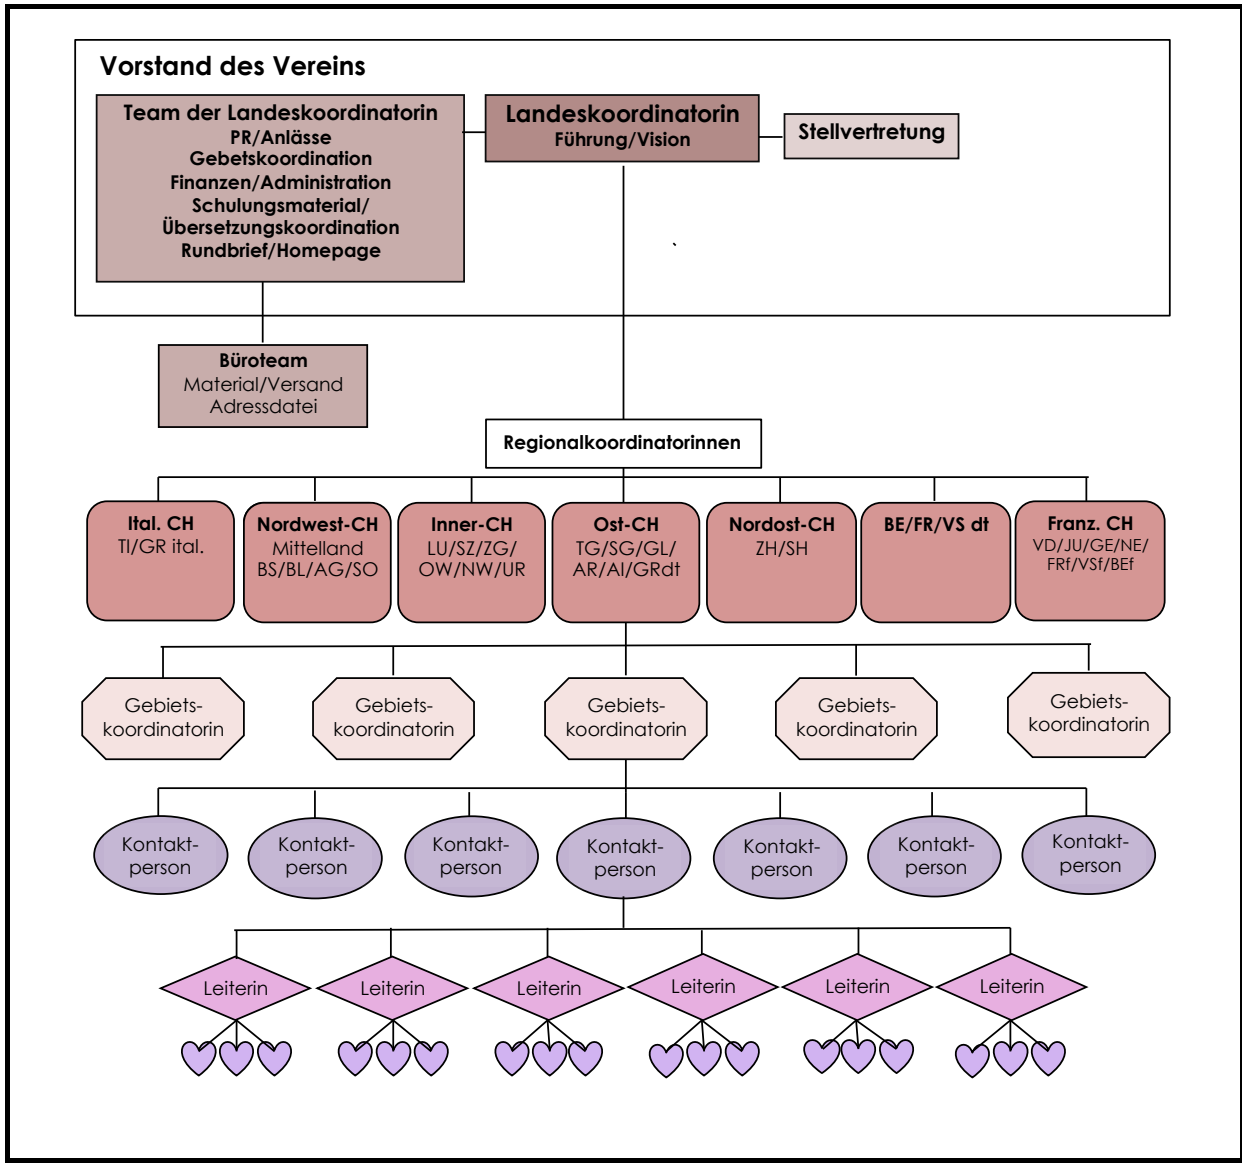 Vorstand des Vereins
Team der Landeskoordinatorin
PR/Anlässe
Gebetskoordination
Finanzen/Administration
Schulungsmaterial/
Übersetzungskoordination
Rundbrief/Homepage
Landeskoordinatorin
Führung/Vision
Stellvertretung
Büroteam
Material/Versand
Adressdatei
Regionalkoordinatorinnen
Ital. CH
TI/GR ital.
Nordwest-CH
Mittelland
BS/BL/AG/SO
Inner-CH
LU/SZ/ZG/
OW/NW/UR
Ost-CH
TG/SG/GL/
AR/AI/GRdt
Nordost-CH
ZH/SH
BE/FR/VS dt
Franz. CH
VD/JU/GE/NE/
FRf/VSf/BEf
Gebiets-
koordinatorin
Gebiets-
koordinatorin
Gebiets-
koordinatorin
Gebiets-
koordinatorin
Gebiets-
koordinatorin
Kontakt-
person
Kontakt-
person
Kontakt-
person
Kontakt-
person
Kontakt-
person
Kontakt-
person
Kontakt-
person
Leiterin
Leiterin
Leiterin
Leiterin
Leiterin
Leiterin